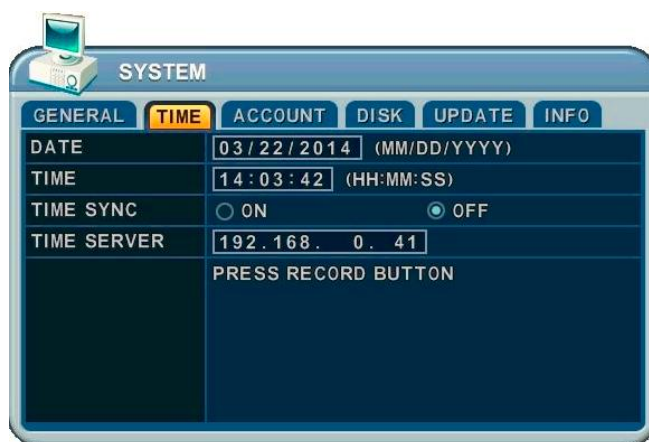 SYSTEM
GENERAL TIME ACCOUNT DISK UPDATE INFO
DATE 03/22/2014 (MM/DD/YYYY)
TIME 14:03:42 (HH:MM:SS)
TIME SYNC ON OFF
TIME SERVER 192.168. 0. 41
PRESS RECORD BUTTON